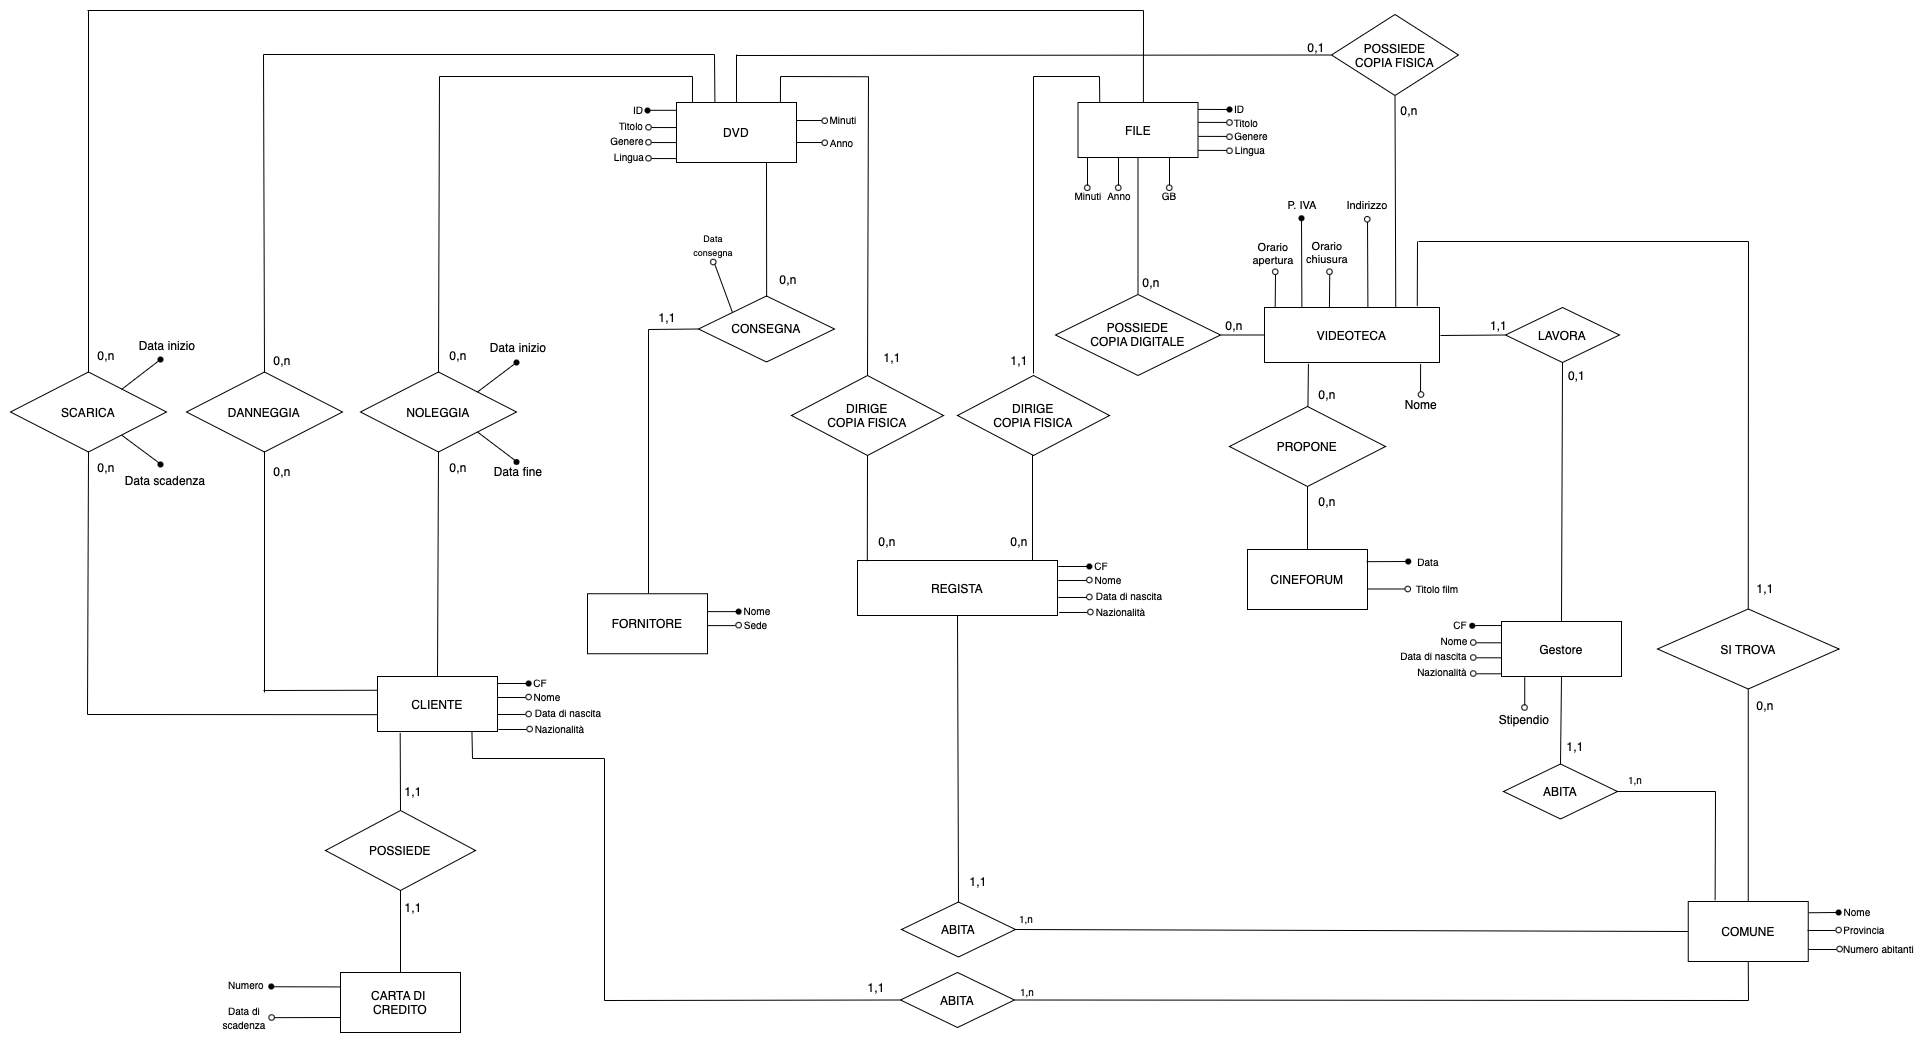 POSSIEDE
COPIA FISICA
0,1
0,n
ID
Titolo
Genere
Lingua
DVD
Minuti
Anno
FILE
ID
Titolo
Genere
Lingua
Minuti
Anno
GB
P. IVA
Indirizzo
Orario
apertura
Orario
chiusura
Data
consegna
0,n
CONSEGNA
1,1
0,n
POSSIEDE
COPIA DIGITALE
0,n
VIDEOTECA
1,1
LAVORA
0,1
Nome
0,n
Data inizio
SCARICA
0,n
Data scadenza
0,n
DANNEGGIA
0,n
0,n
Data inizio
NOLEGGIA
0,n
Data fine
1,1
DIRIGE
COPIA FISICA
0,n
1,1
DIRIGE
COPIA FISICA
0,n
0,n
PROPONE
0,n
CINEFORUM
Data
Titolo film
REGISTA
CF
Nome
Data di nascita
Nazionalità
FORNITORE
Nome
Sede
CF
Nome
Data di nascita
Nazionalità
Gestore
Stipendio
1,1
SI TROVA
0,n
CLIENTE
CF
Nome
Data di nascita
Nazionalità
1,1
ABITA
1,n
1,1
POSSIEDE
1,1
1,1
ABITA
1,n
COMUNE
Nome
Provincia
Numero abitanti
Numero
Data di
scadenza
CARTA DI
CREDITO
1,1
ABITA
1,n